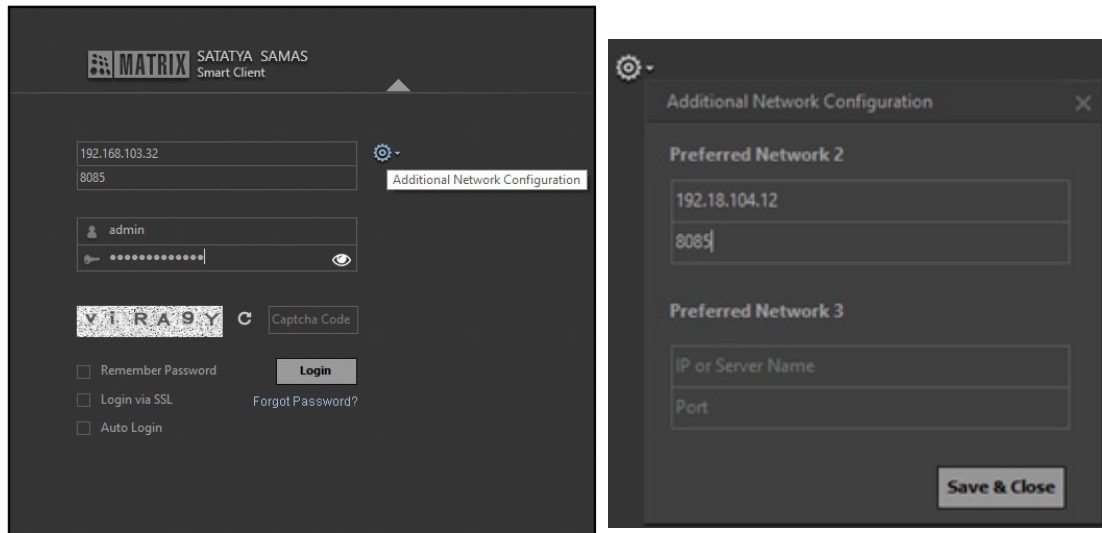 MATRIX SATATYA SAMAS
Smart Client
192.168.103.32
8085
Additional Network Configuration
admin
viRA9Y Captcha Code
Remember Password Login
Login via SSL Forgot Password?
Auto Login
Additional Network Configuration
Preferred Network 2
192.18.104.12
8085
Preferred Network 3
IP or Server Name
Port
Save & Close